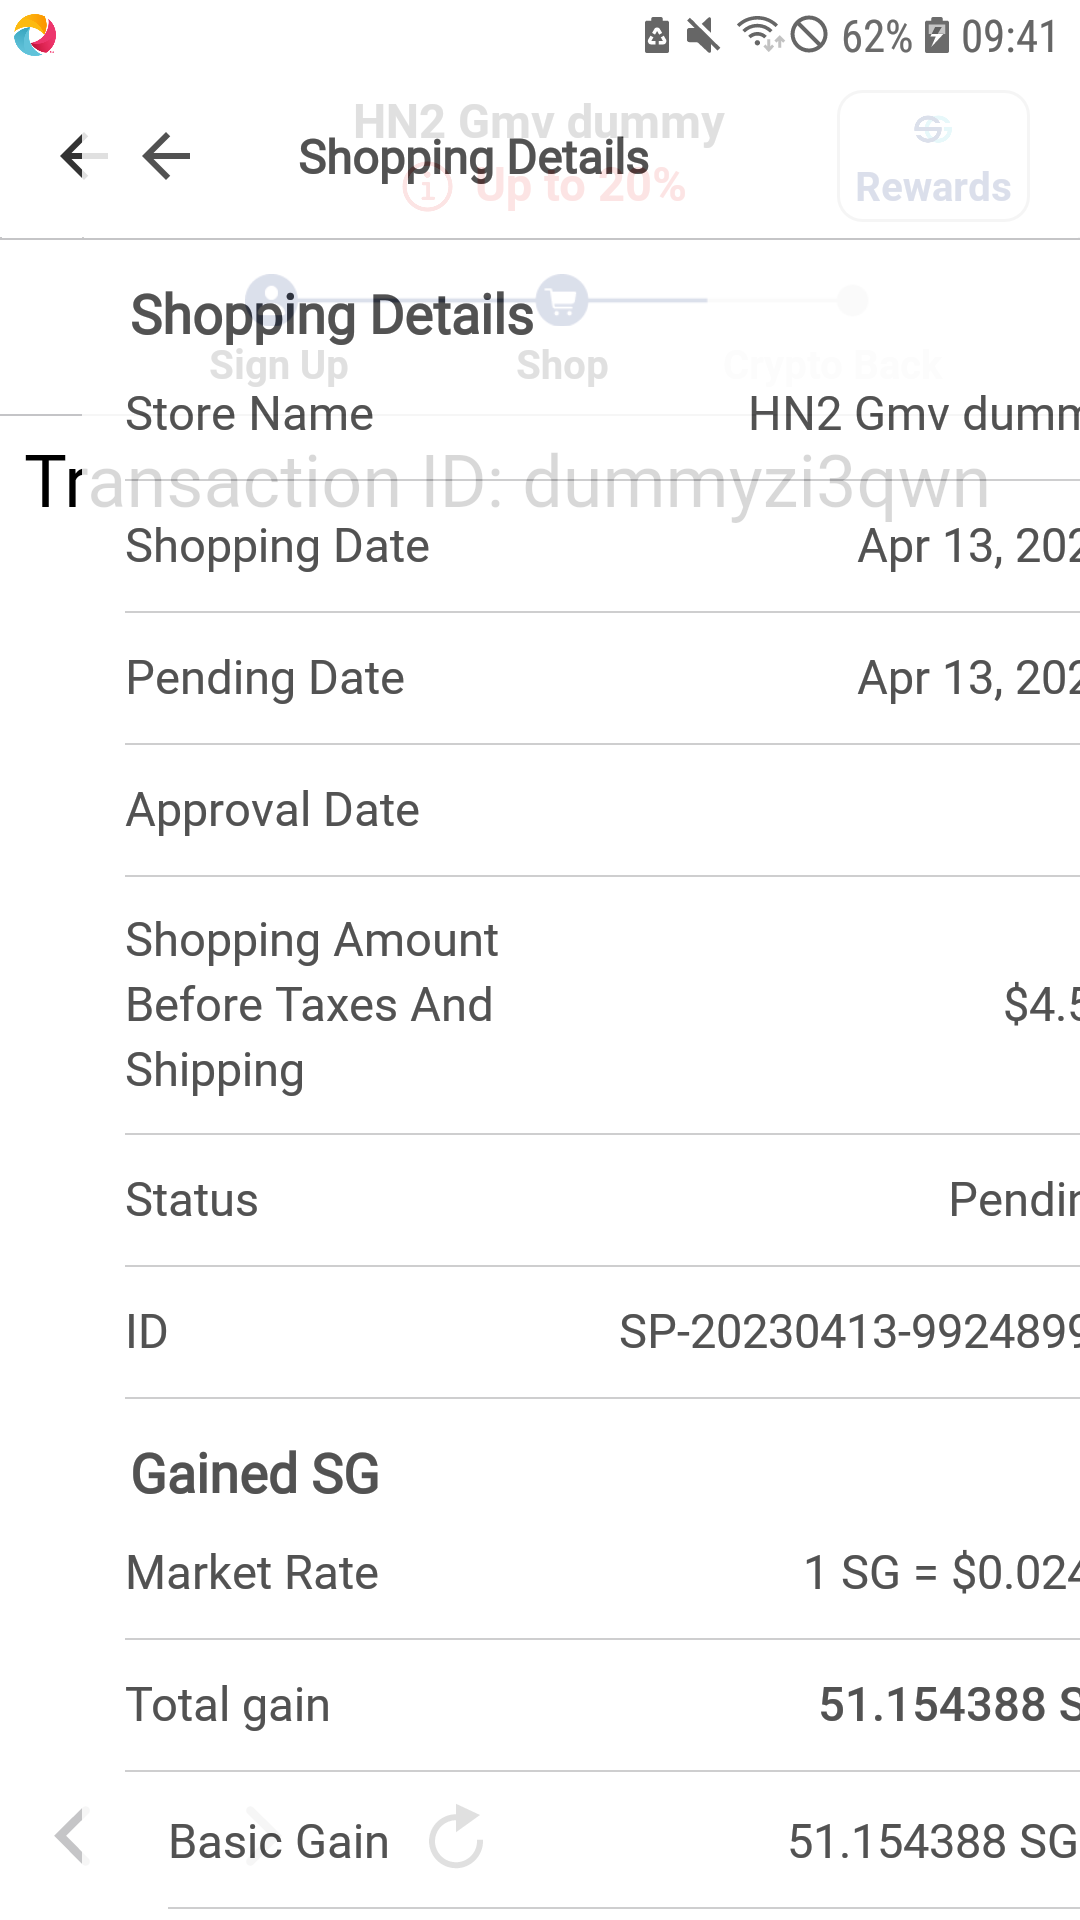 62% 09:41
HN2 Gmv dummy
Shopping Details
Up to 20%
Rewards
Shopping Details
Sign Up Shop Crypto Back
Store Name HN2 Gmv dumm
Transaction ID: dummyzi3qwn
Shopping Date Apr 13, 202
Pending Date Apr 13, 202
Approval Date
Shopping Amount
Before Taxes And $4.5
Shipping
Status Pendin
ID SP-20230413-9924899
Gained SG
Market Rate 1 SG = $0.024
Total gain 51.154388 S
Basic Gain 51.154388 SG